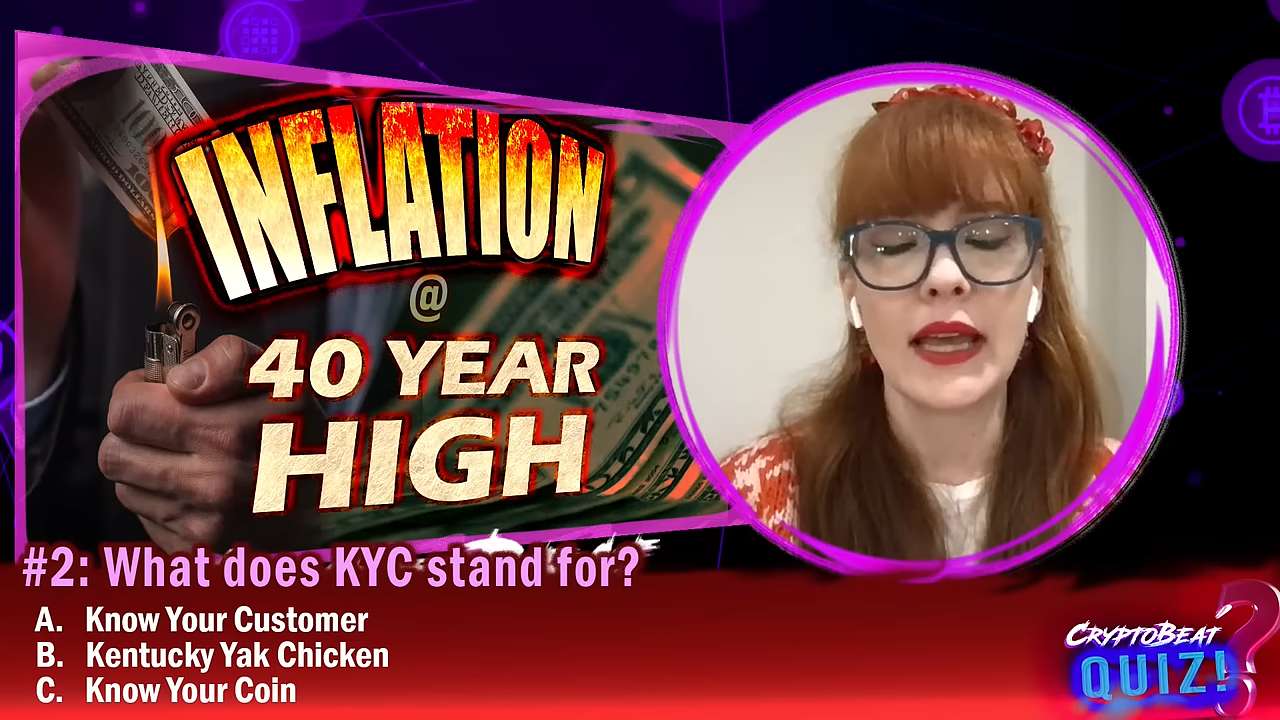 INFLATION
@
40 YEAR
HIGH
#2: What does KYC stand for?
A. Know Your Customer
B. Kentucky Yak Chicken
C. Know Your Coin
CRYPTOBEAT
QUIZ!